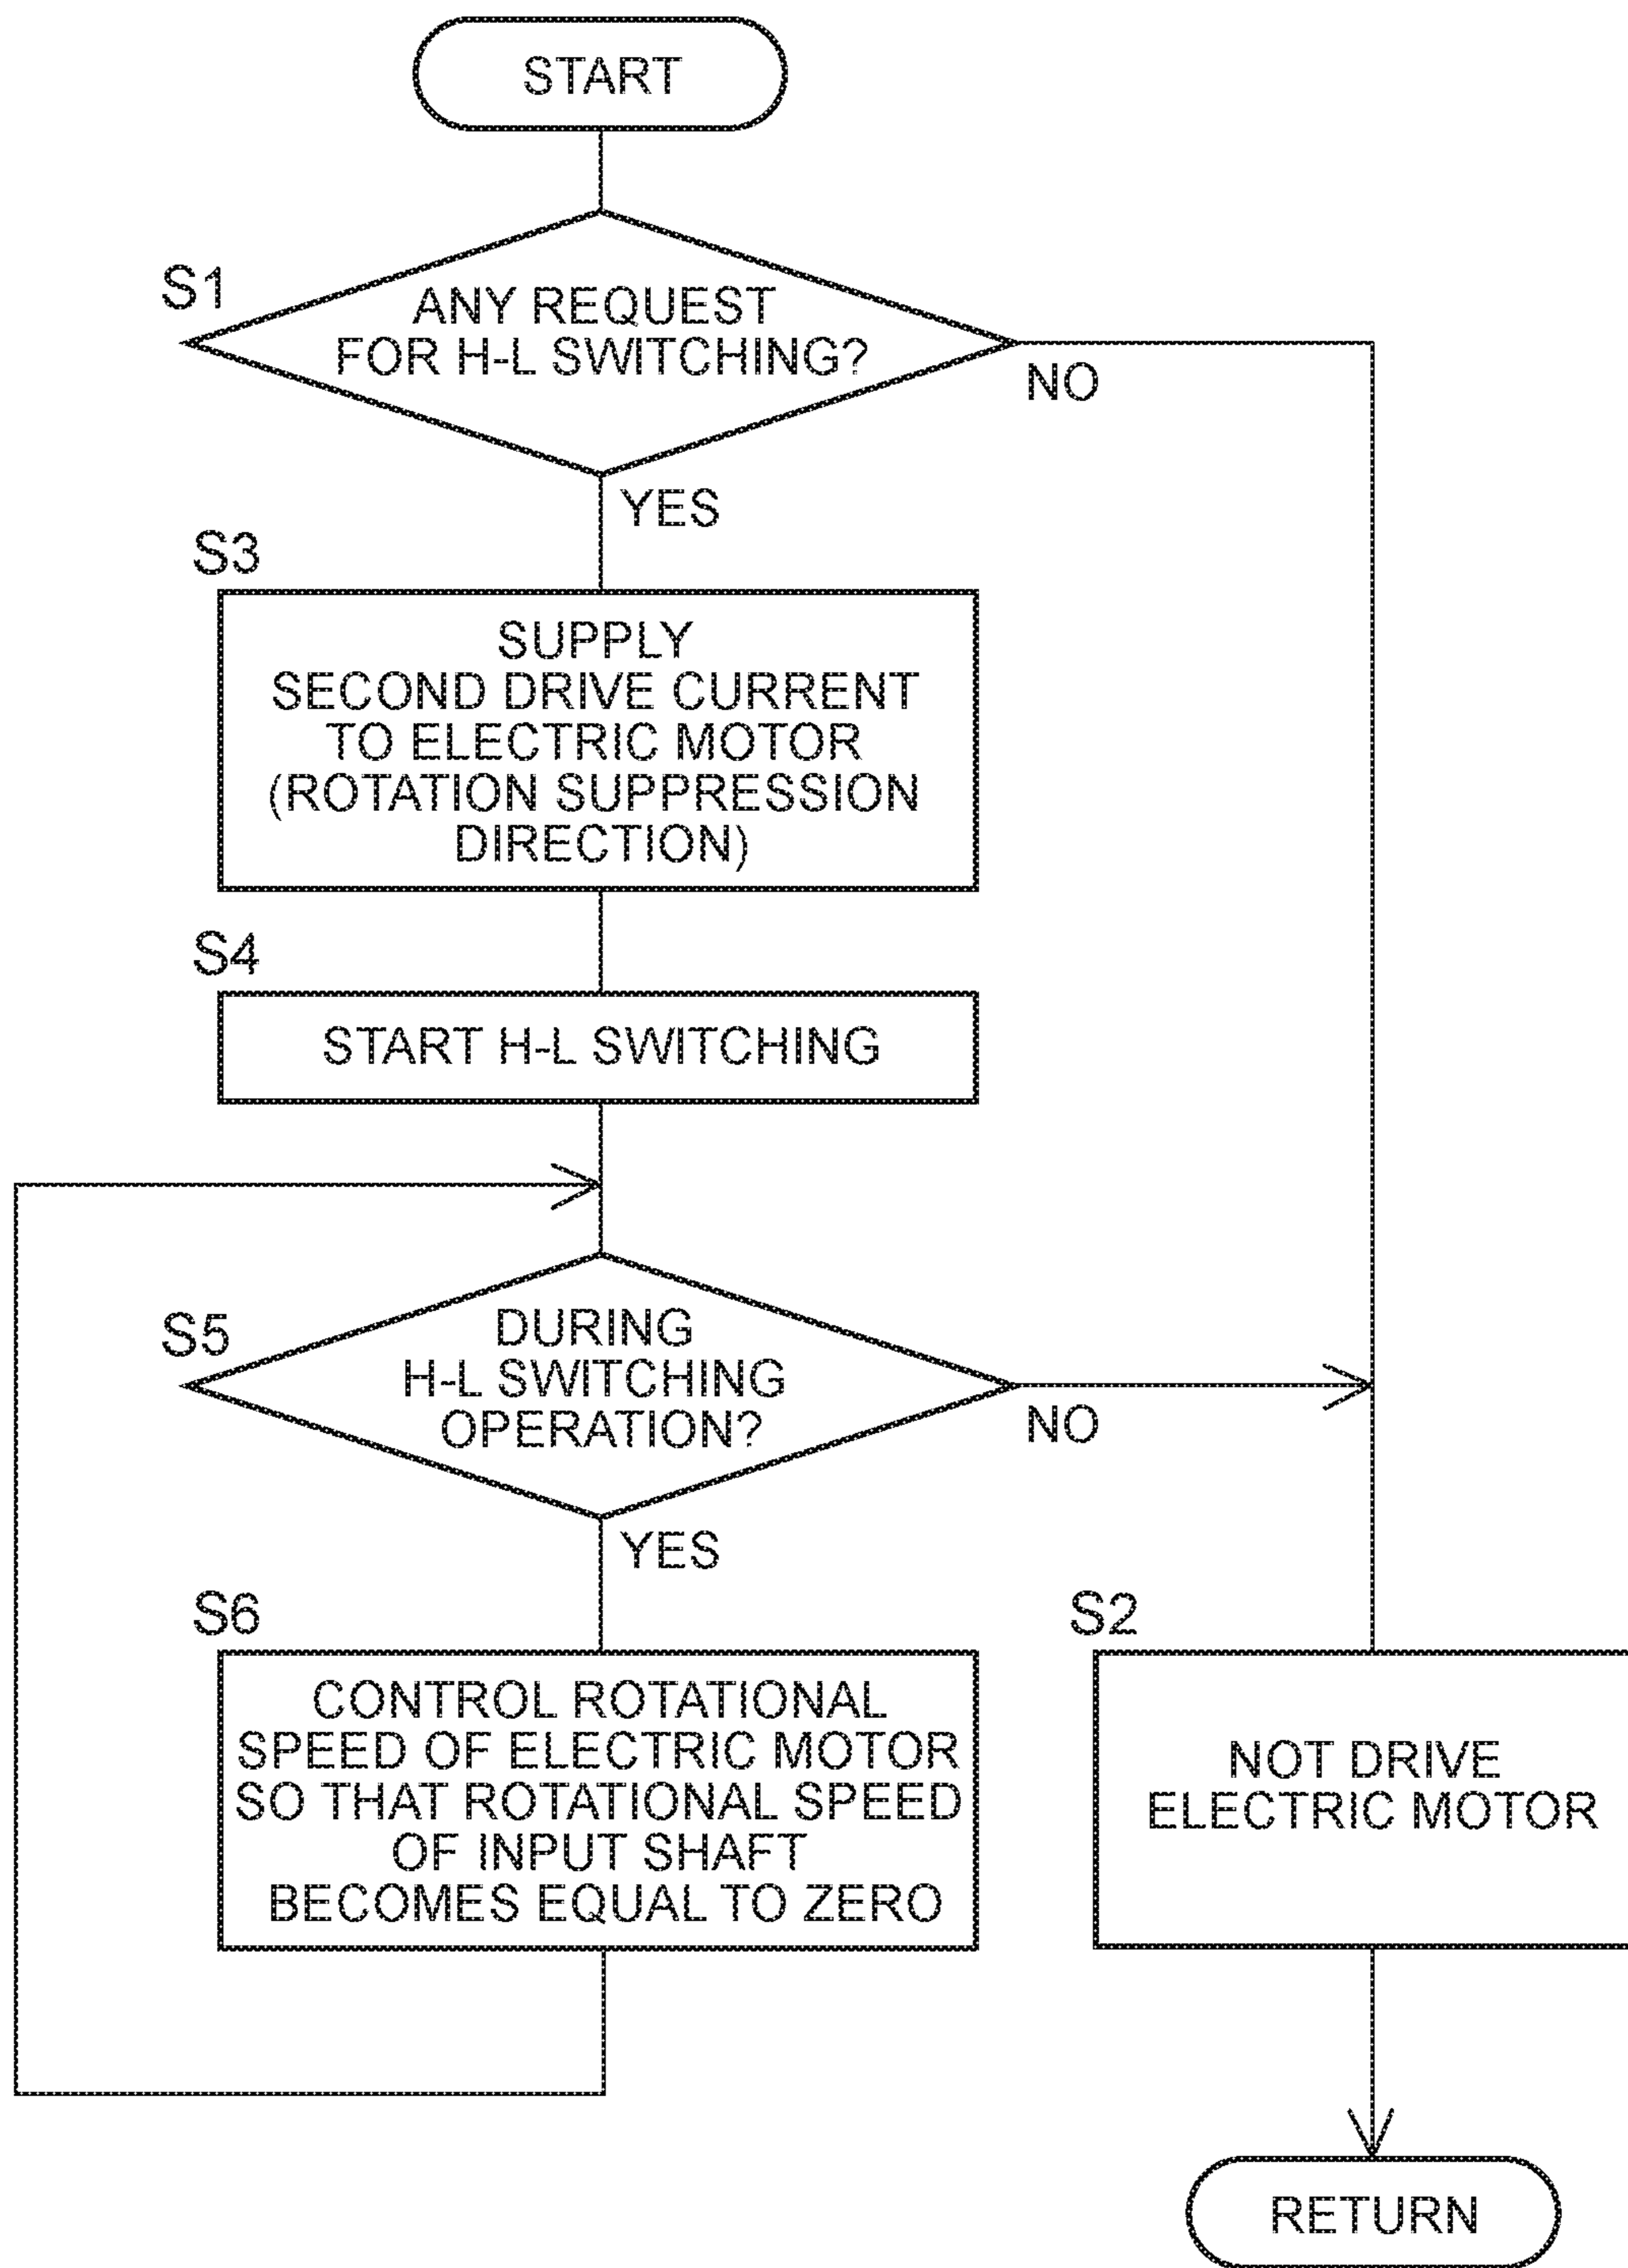 START
S1
ANY REQUEST
FOR H-L SWITCHING?
NO
YES
S3
SUPPLY
SECOND DRIVE CURRENT
TO ELECTRIC MOTOR
(ROTATION SUPPRESSION
DIRECTION)
S4
START H-L SWITCHING
S5
DURING
H-L SWITCHING
OPERATION?
NO
YES
S6
CONTROL ROTATIONAL
SPEED OF ELECTRIC MOTOR
SO THAT ROTATIONAL SPEED
OF INPUT SHAFT
BECOMES EQUAL TO ZERO
S2
NOT DRIVE
ELECTRIC MOTOR
RETURN